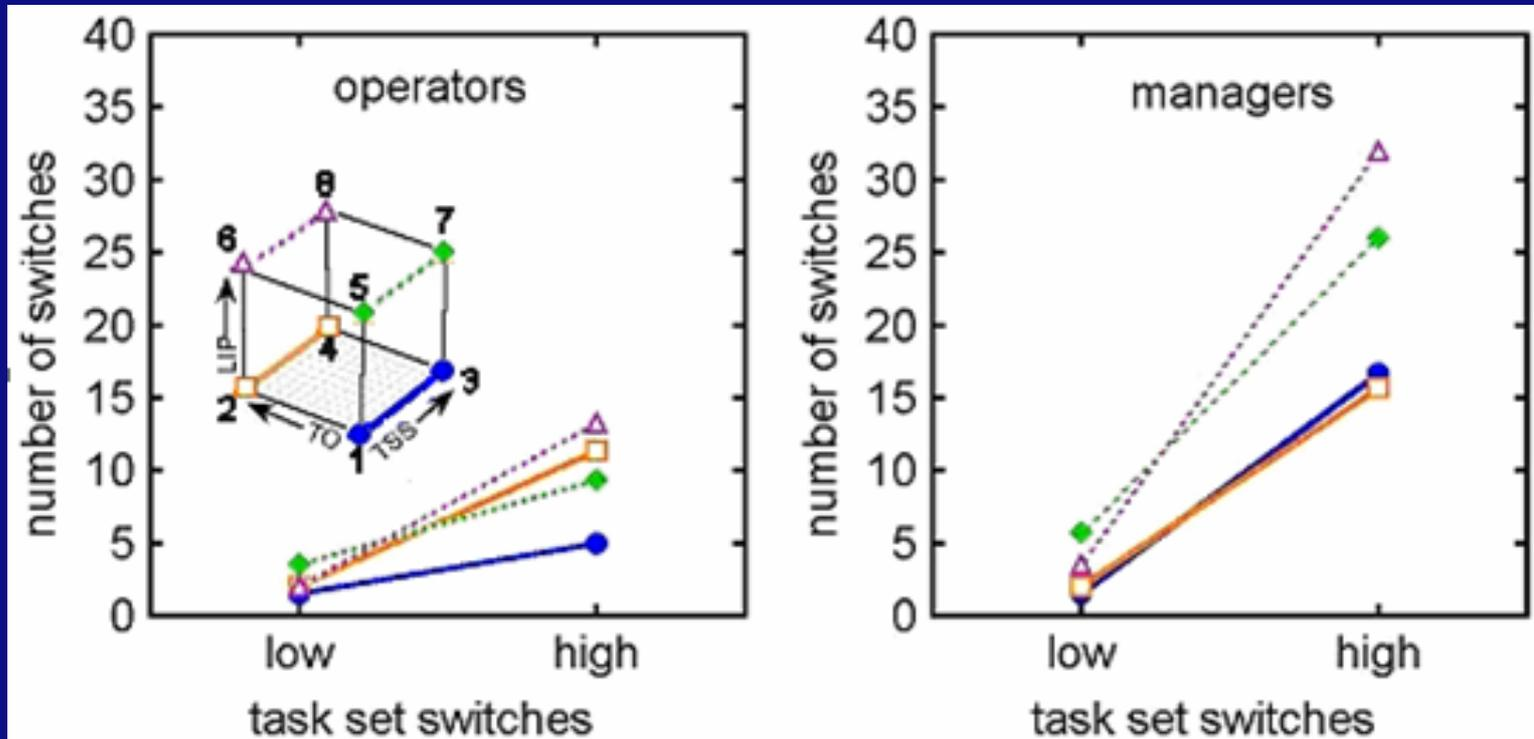 40
35
30
25
20
15
10
5
0
number of switches
operators
8
7
6
5
4
3
2
1
LIP
TO
TSS
low high
task set switches
40
35
30
25
20
15
10
5
0
number of switches
managers
low high
task set switches